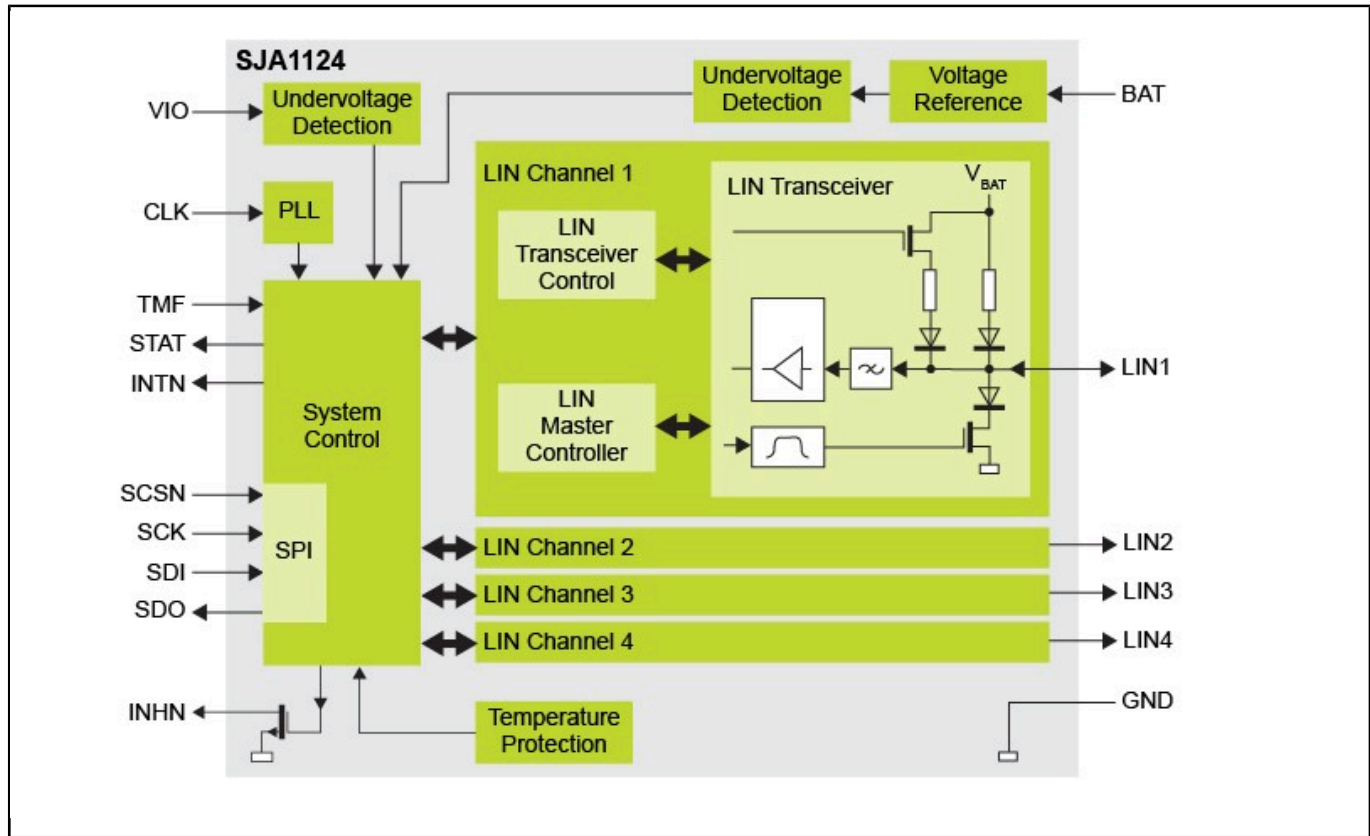 SJA1124
VIO
Undervoltage
Detection
Undervoltage
Detection
Voltage
Reference
BAT
CLK
PLL
LIN Channel 1
LIN
Transceiver
Control
LIN
Master
Controller
LIN Transceiver
VBAT
LIN1
TMF
STAT
INTN
System
Control
SCSN
SCK
SDI
SDO
SPI
LIN Channel 2
LIN2
LIN Channel 3
LIN3
LIN Channel 4
LIN4
INHN
Temperature
Protection
GND